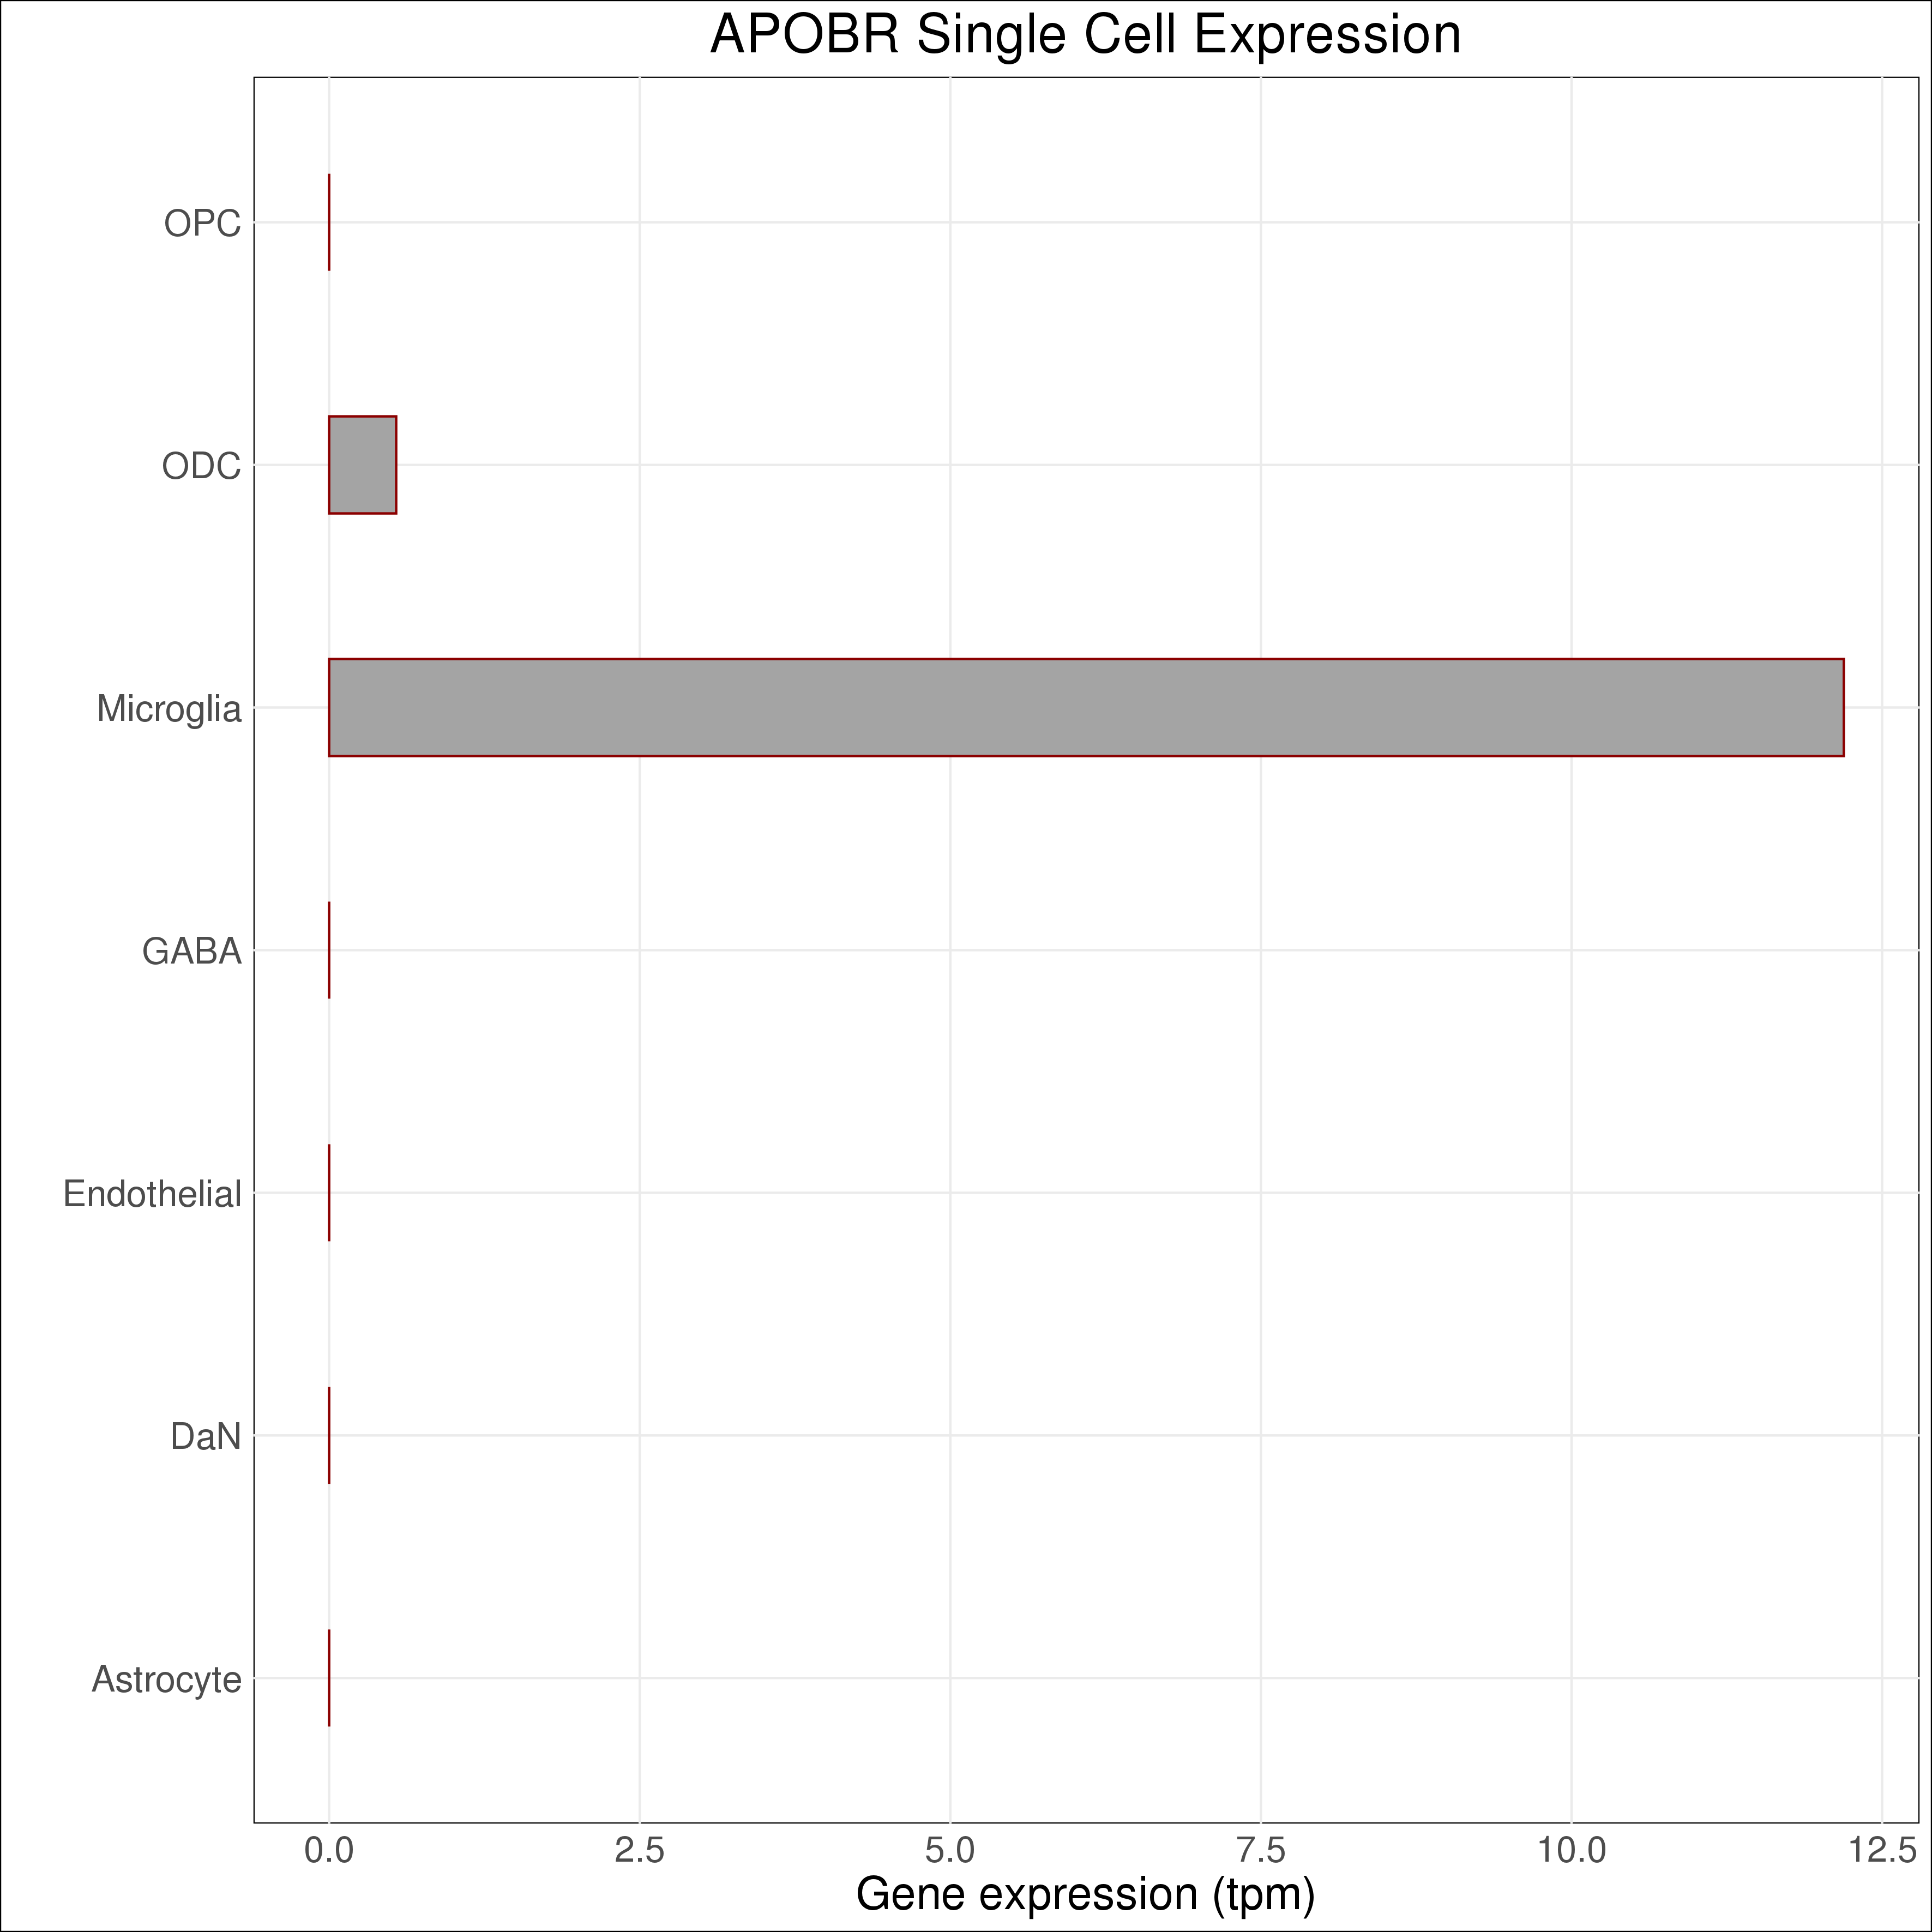 APOBR Single Cell Expression
OPC
ODC
Microglia
GABA
Endothelial
DaN
Astrocyte
0.0 2.5 5.0 7.5 10.0 12.5
Gene expression (tpm)